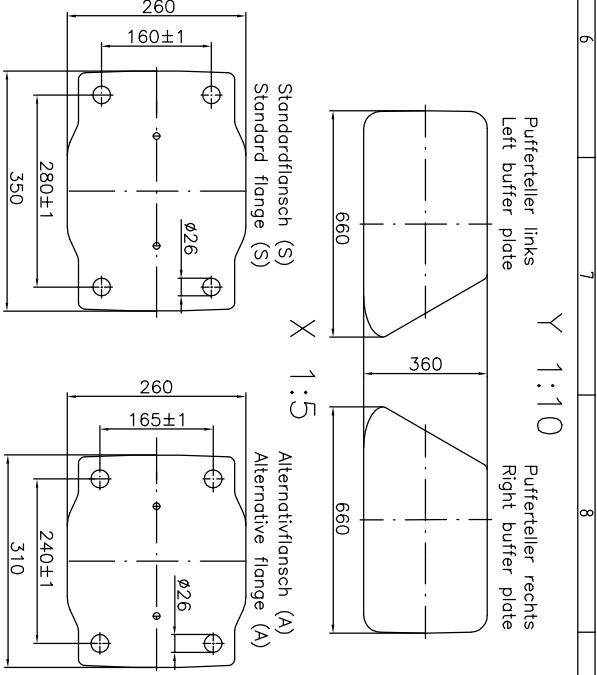 6
7
8
Y 1:10
Pufferteller links
Left buffer plate
660
360
Pufferteller rechts
Right buffer plate
660
X 1:5
Standardflansch (S)
Standard flange (S)
260
160±1
ø26
280±1
350
Alternativflansch (A)
Alternative flange (A)
260
165±1
ø26
240±1
310